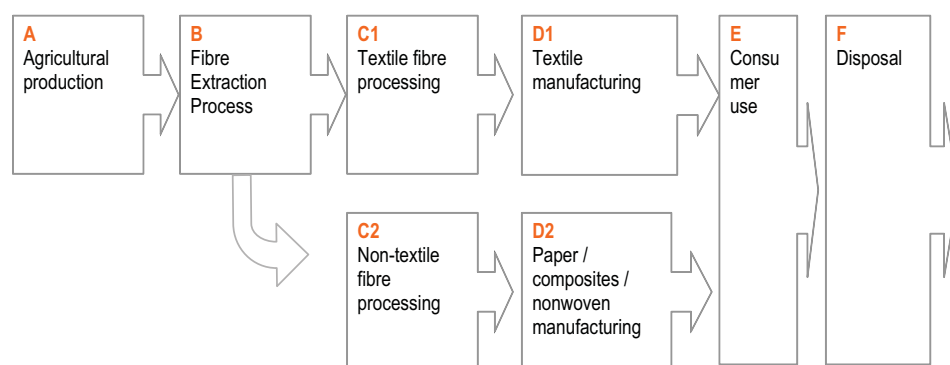 A
Agricultural
production
B
Fibre
Extraction
Process
C1
Textile fibre
processing
D1
Textile
manufacturing
E
Consu
mer
use
F
Disposal
C2
Non-textile
fibre
processing
D2
Paper /
composites /
nonwoven
manufacturing